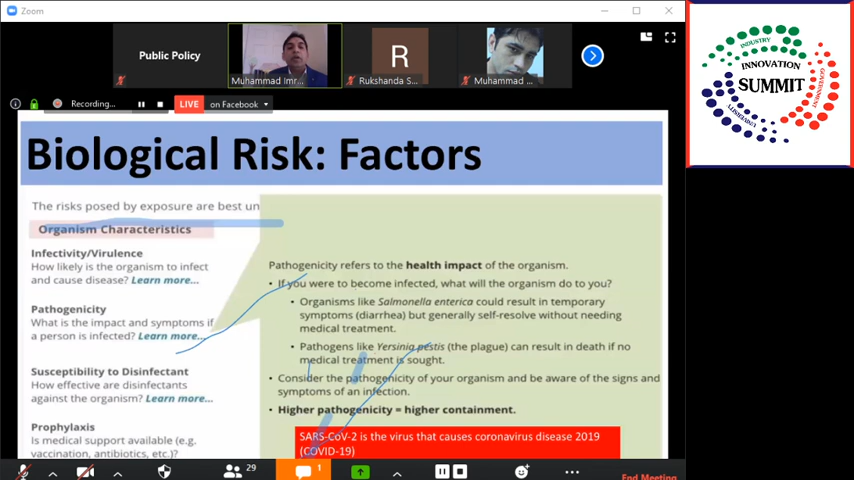 Zoom
Public Policy
Muhammad Imr...
Rukshanda S...
Muhammad ...
Recording...
LIVE
on Facebook
INDUSTRY
INNOVATION
SUMMIT
GOVERNMENT
UNIVERSITY
Biological Risk: Factors
The risks posed by exposure are best un
Organism Characteristics
Infectivity/Virulence
How likely is the organism to infect
and cause disease? Learn more...
Pathogenicity
What is the impact and symptoms if
a person is infected? Learn more...
Susceptibility to Disinfectant
How effective are disinfectants
against the organism? Learn more...
Prophylaxis
Is medical support available (e.g.
vaccination, antibiotics, etc.)?
Pathogenicity refers to the health impact of the organism.
• If you were to become infected, what will the organism do to you?
• Organisms like Salmonella enterica could result in temporary
symptoms (diarrhea) but generally self-resolve without needing
medical treatment.
• Pathogens like Yersinia pestis (the plague) can result in death if no
medical treatment is sought.
• Consider the pathogenicity of your organism and be aware of the signs and
symptoms of an infection.
• Higher pathogenicity = higher containment.
SARS-CoV-2 is the virus that causes coronavirus disease 2019
(COVID-19)
29
1
End Meeting